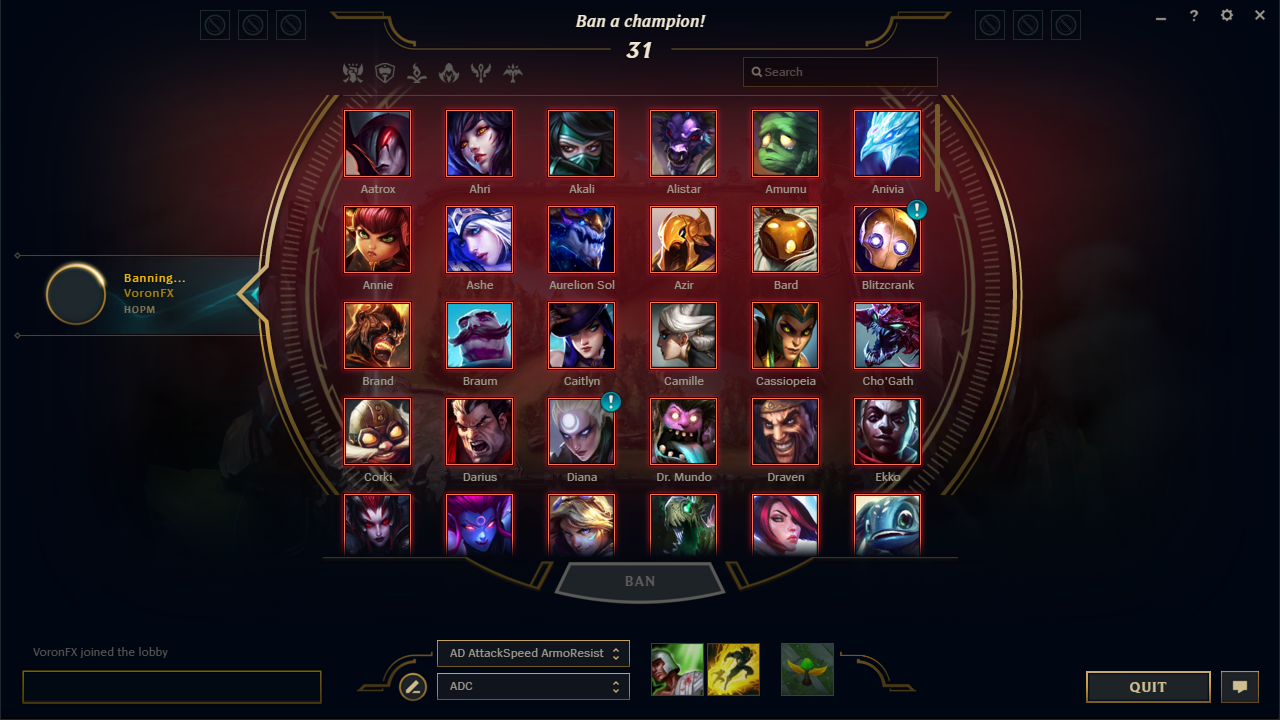 Ban a champion!
31
Search
Aatrox
Ahri
Akali
Alistar
Amumu
Anivia
Annie
Ashe
Aurelion Sol
Azir
Bard
Blitzcrank
Banning...
VoronFX
HOPM
Brand
Braum
Caitlyn
Camille
Cassiopeia
Cho'Gath
Corki
Darius
Diana
Dr. Mundo
Draven
Ekko
BAN
VoronFX joined the lobby
AD AttackSpeed ArmoResist
ADC
QUIT